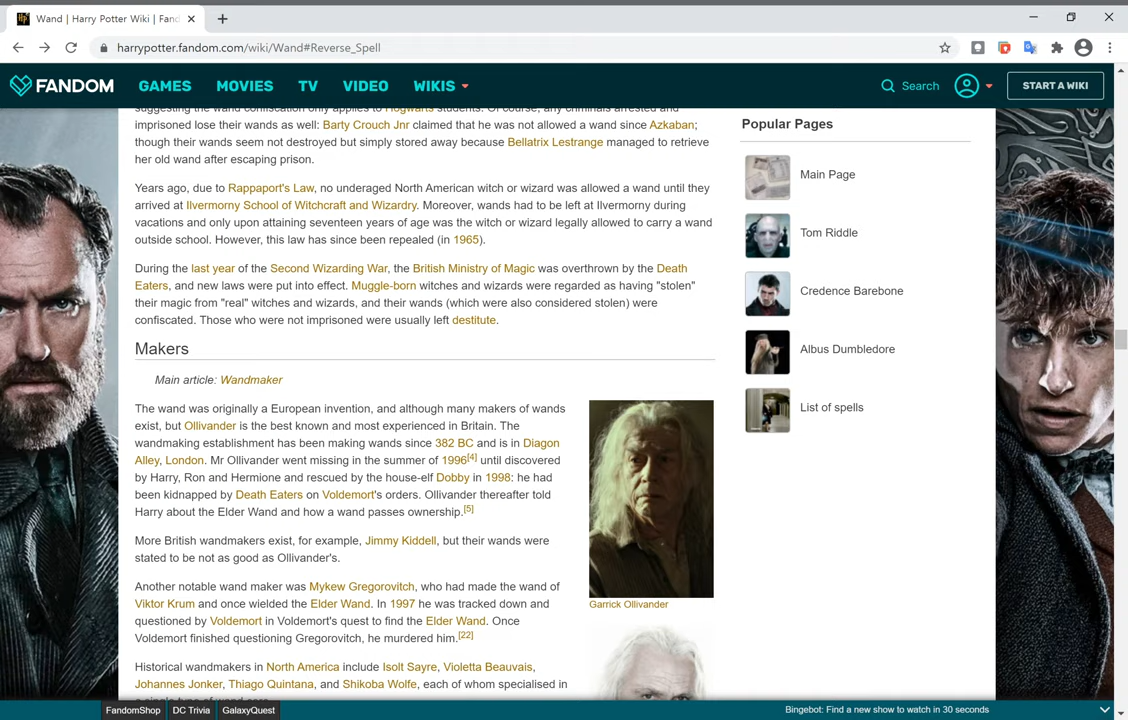 Wand | Harry Potter Wiki | Fand
harrypotter.fandom.com/wiki/Wand#Reverse_Spell
FANDOM GAMES MOVIES TV VIDEO WIKIS Search START A WIKI
suggesting the wand confiscation only applies to Hogwarts students. Of course, any criminals arrested and
imprisoned lose their wands as well: Barty Crouch Jnr claimed that he was not allowed a wand since Azkaban;
though their wands seem not destroyed but simply stored away because Bellatrix Lestrange managed to retrieve
her old wand after escaping prison.
Years ago, due to Rappaport's Law, no underaged North American witch or wizard was allowed a wand until they
arrived at Ilvermorny School of Witchcraft and Wizardry. Moreover, wands had to be left at Ilvermorny during
vacations and only upon attaining seventeen years of age was the witch or wizard legally allowed to carry a wand
outside school. However, this law has since been repealed (in 1965).
During the last year of the Second Wizarding War, the British Ministry of Magic was overthrown by the Death
Eaters, and new laws were put into effect. Muggle-born witches and wizards were regarded as having "stolen"
their magic from "real" witches and wizards, and their wands (which were also considered stolen) were
confiscated. Those who were not imprisoned were usually left destitute.
Makers
Main article: Wandmaker
The wand was originally a European invention, and although many makers of wands
exist, but Ollivander is the best known and most experienced in Britain. The
wandmaking establishment has been making wands since 382 BC and is in Diagon
Alley, London. Mr Ollivander went missing in the summer of 1996[4] until discovered
by Harry, Ron and Hermione and rescued by the house-elf Dobby in 1998: he had
been kidnapped by Death Eaters on Voldemort's orders. Ollivander thereafter told
Harry about the Elder Wand and how a wand passes ownership.[5]
More British wandmakers exist, for example, Jimmy Kiddell, but their wands were
stated to be not as good as Ollivander's.
Another notable wand maker was Mykew Gregorovitch, who had made the wand of
Viktor Krum and once wielded the Elder Wand. In 1997 he was tracked down and
questioned by Voldemort in Voldemort's quest to find the Elder Wand. Once
Voldemort finished questioning Gregorovitch, he murdered him.[22]
Historical wandmakers in North America include Isolt Sayre, Violetta Beauvais,
Johannes Jonker, Thiago Quintana, and Shikoba Wolfe, each of whom specialised in
a single type of wand core.
Garrick Ollivander
Popular Pages
Main Page
Tom Riddle
Credence Barebone
Albus Dumbledore
List of spells
FandomShop DC Trivia GalaxyQuest Bingebot: Find a new show to watch in 30 seconds